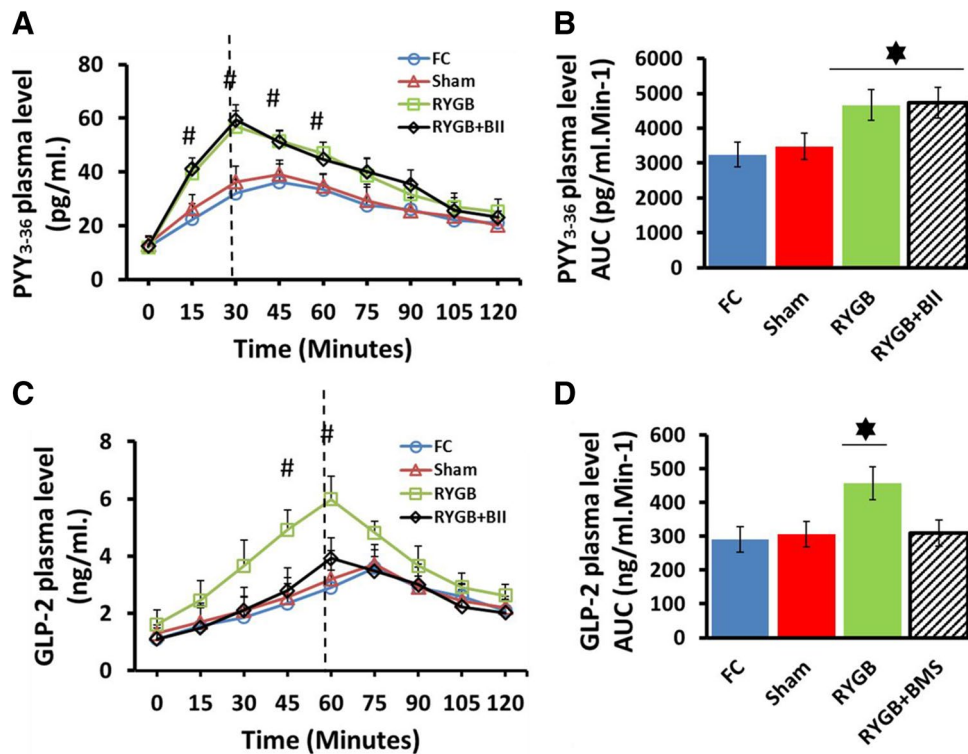 A
PYY3-36 plasma level
(pg/ml.)
80
60
40
20
0
#
#
#
#
FC
Sham
RYGB
RYGB+BII
0 15 30 45 60 75 90 105 120
Time (Minutes)
B
PYY3-36 plasma level
AUC (pg/ml.Min-1)
6000
5000
4000
3000
2000
1000
0
FC Sham RYGB RYGB+BII
C
GLP-2 plasma level
(ng/ml.)
8
6
4
2
0
#
#
FC
Sham
RYGB
RYGB+BII
0 15 30 45 60 75 90 105 120
Time (Minutes)
D
GLP-2 plasma level
AUC (ng/ml.Min-1)
600
500
400
300
200
100
0
FC Sham RYGB RYGB+BMS